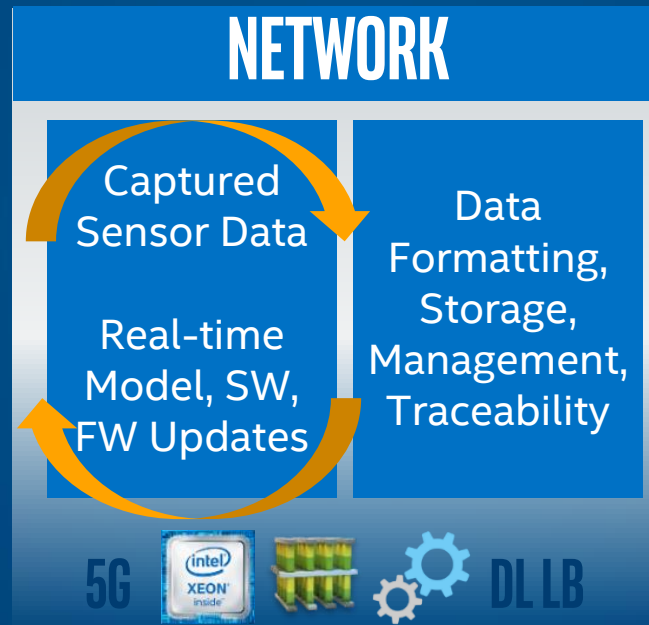 NETWORK
Captured
Sensor Data
Real-time
Model, SW,
FW Updates
Data
Formatting,
Storage,
Management,
Traceability
5G
intel
XEON®
inside™
DL LB